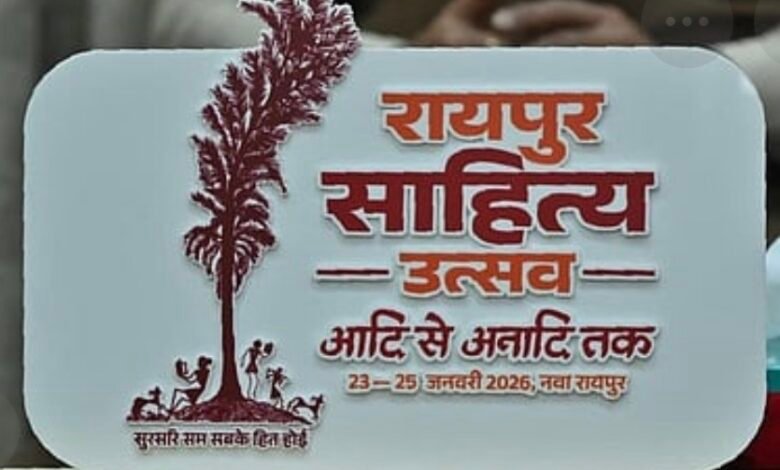 रायपुर
साहित्य
उत्सव
आदि से अनादि तक
23 – 25 जनवरी 2026, नवा रायपुर
सुरसरि सम सबके हित होई